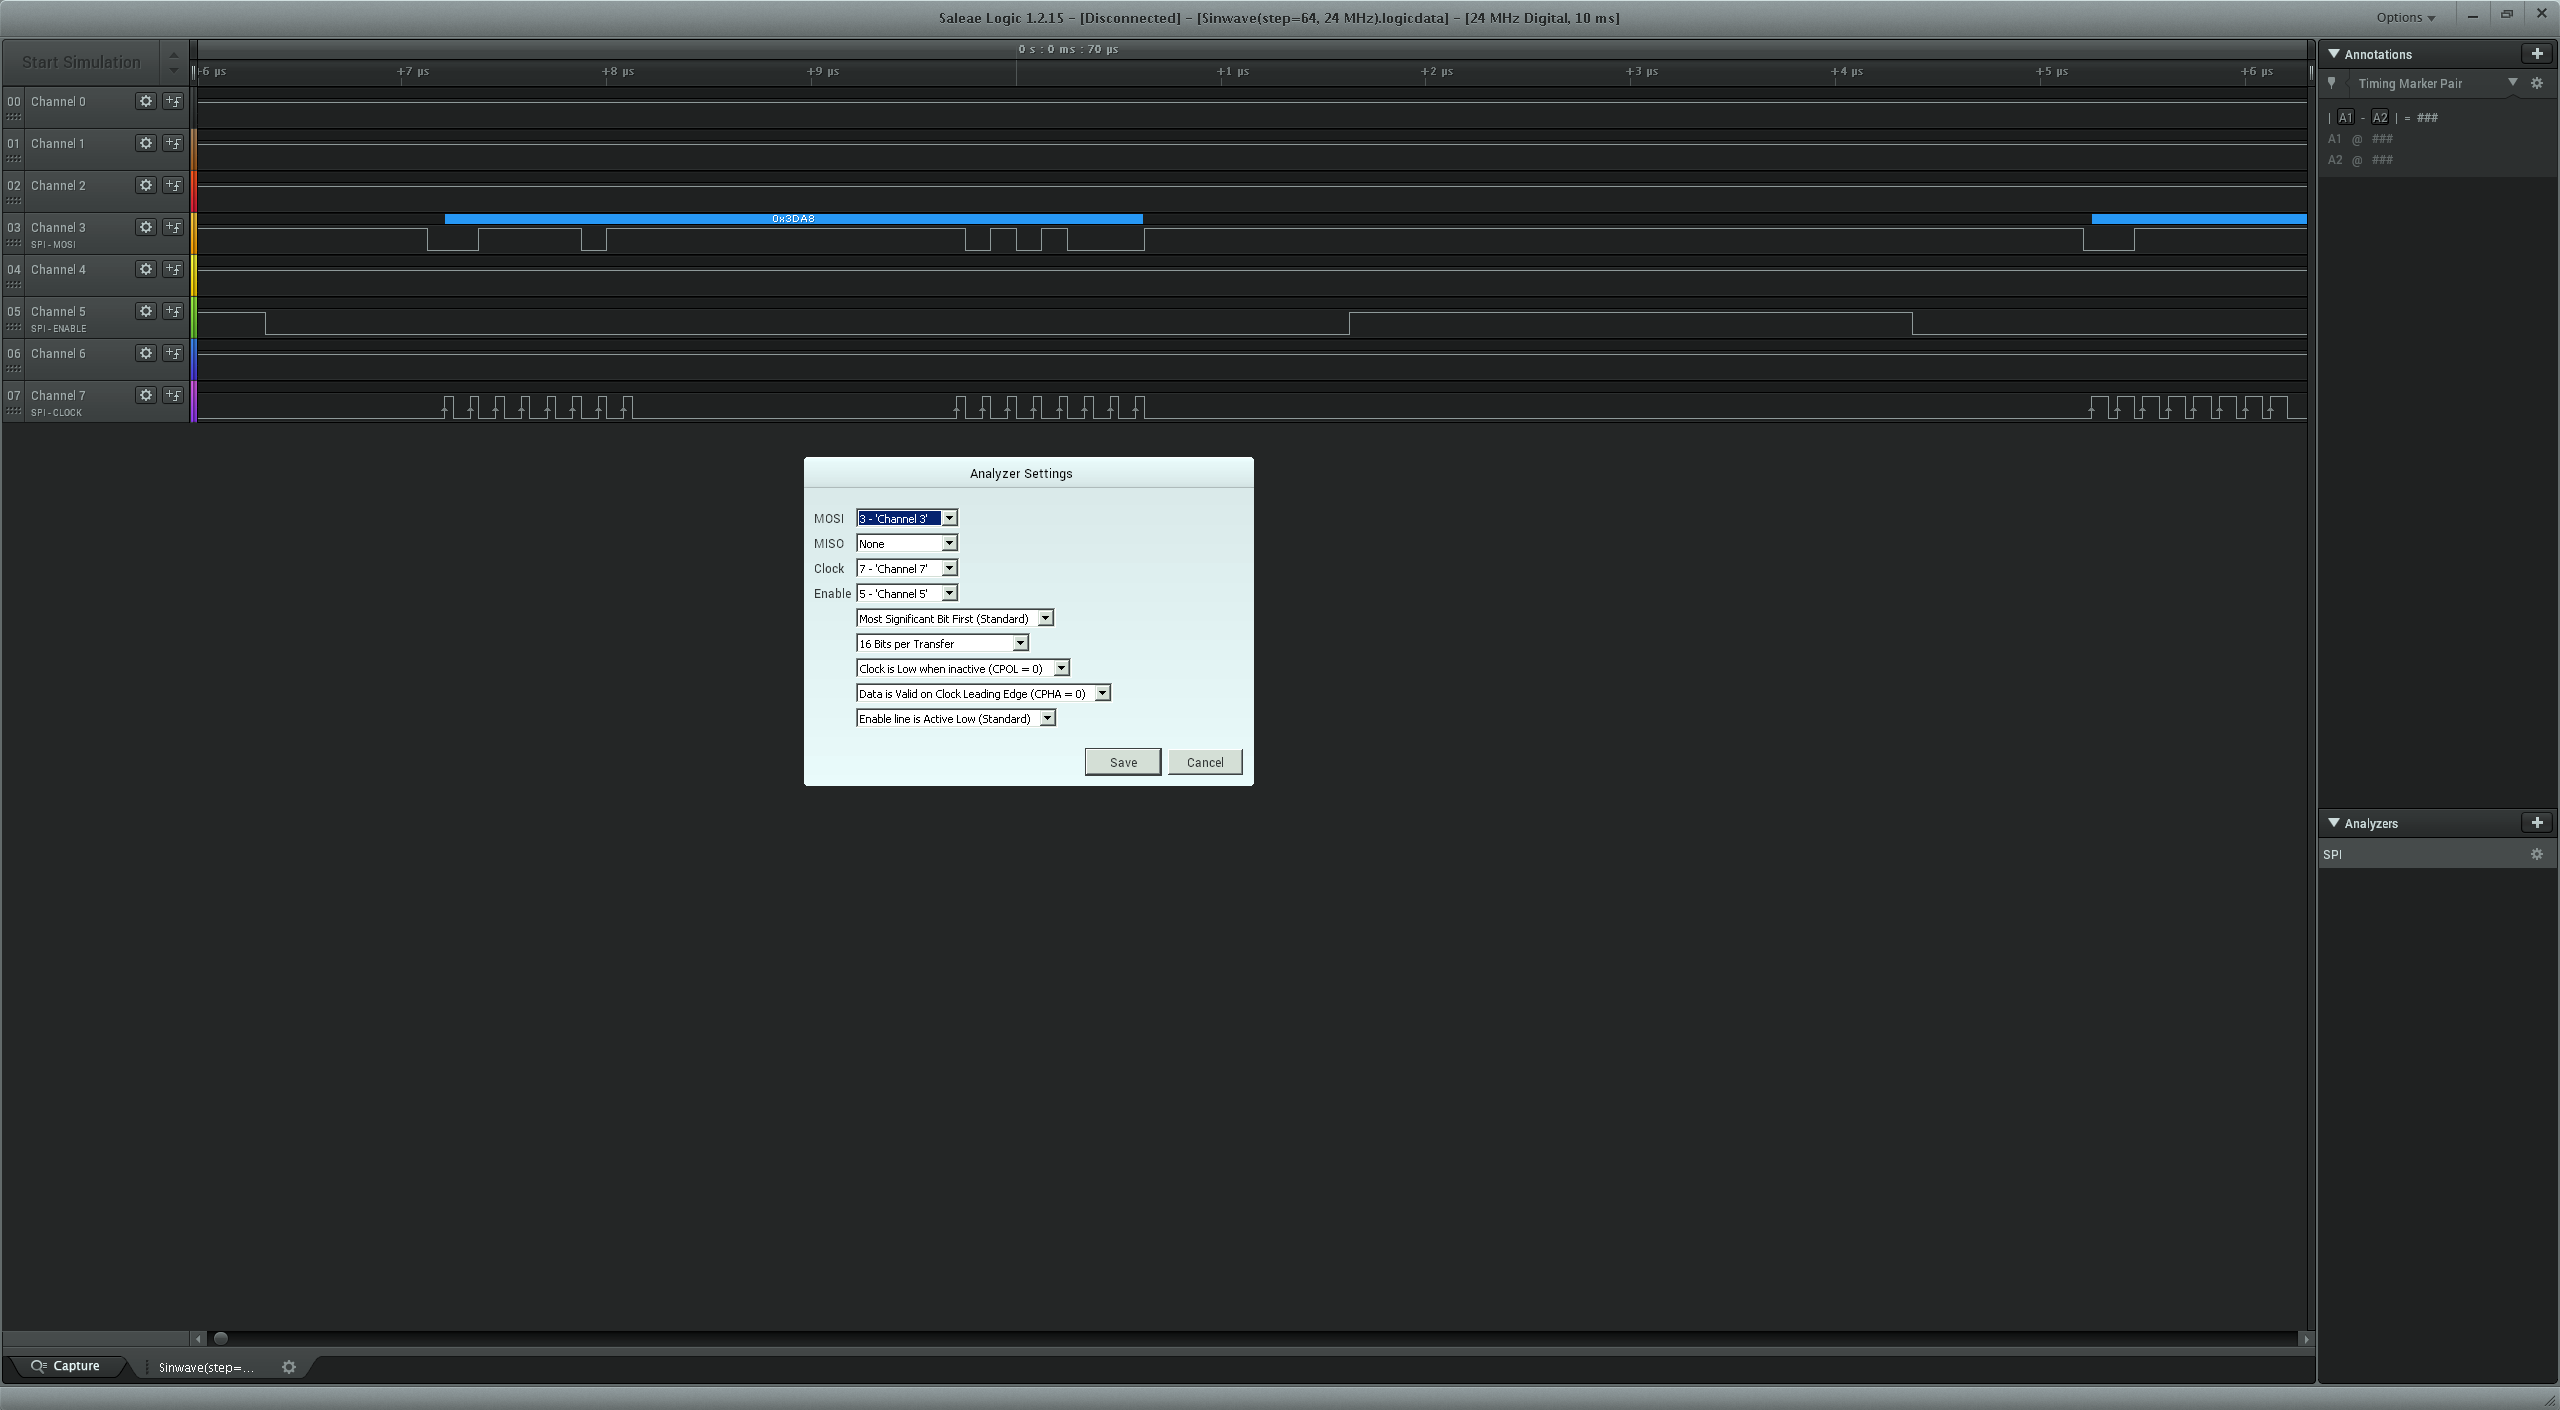 Saleae Logic 1.2.15 - [Disconnected] - [Sinwave(step=64, 24 MHz).logicdata] - [24 MHz Digital, 10 ms]
Options
Start Simulation
0 s : 0 ms : 70 µs
+6 µs +7 µs +8 µs +9 µs +1 µs +2 µs +3 µs +4 µs +5 µs +6 µs
00 Channel 0
01 Channel 1
02 Channel 2
03 Channel 3
SPI - MOSI
0x3DA8
04 Channel 4
05 Channel 5
SPI - ENABLE
06 Channel 6
07 Channel 7
SPI - CLOCK
Analyzer Settings
MOSI 3 - 'Channel 3'
MISO None
Clock 7 - 'Channel 7'
Enable 5 - 'Channel 5'
Most Significant Bit First (Standard)
16 Bits per Transfer
Clock is Low when inactive (CPOL = 0)
Data is Valid on Clock Leading Edge (CPHA = 0)
Enable line is Active Low (Standard)
Save Cancel
Annotations
Timing Marker Pair
| A1 - A2 | = ###
A1 @ ###
A2 @ ###
Analyzers
SPI
Capture
Sinwave(step=...